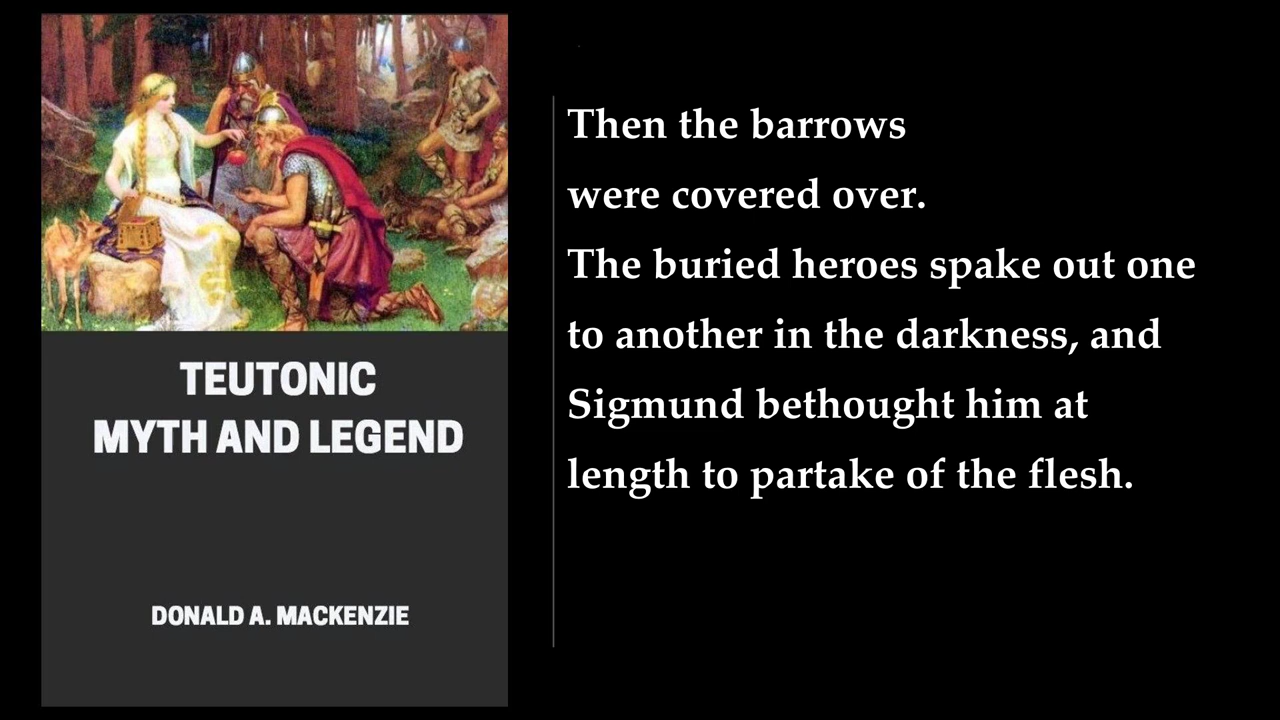 TEUTONIC
MYTH AND LEGEND
DONALD A. MACKENZIE
Then the barrows
were covered over.
The buried heroes spake out one
to another in the darkness, and
Sigmund bethought him at
length to partake of the flesh.